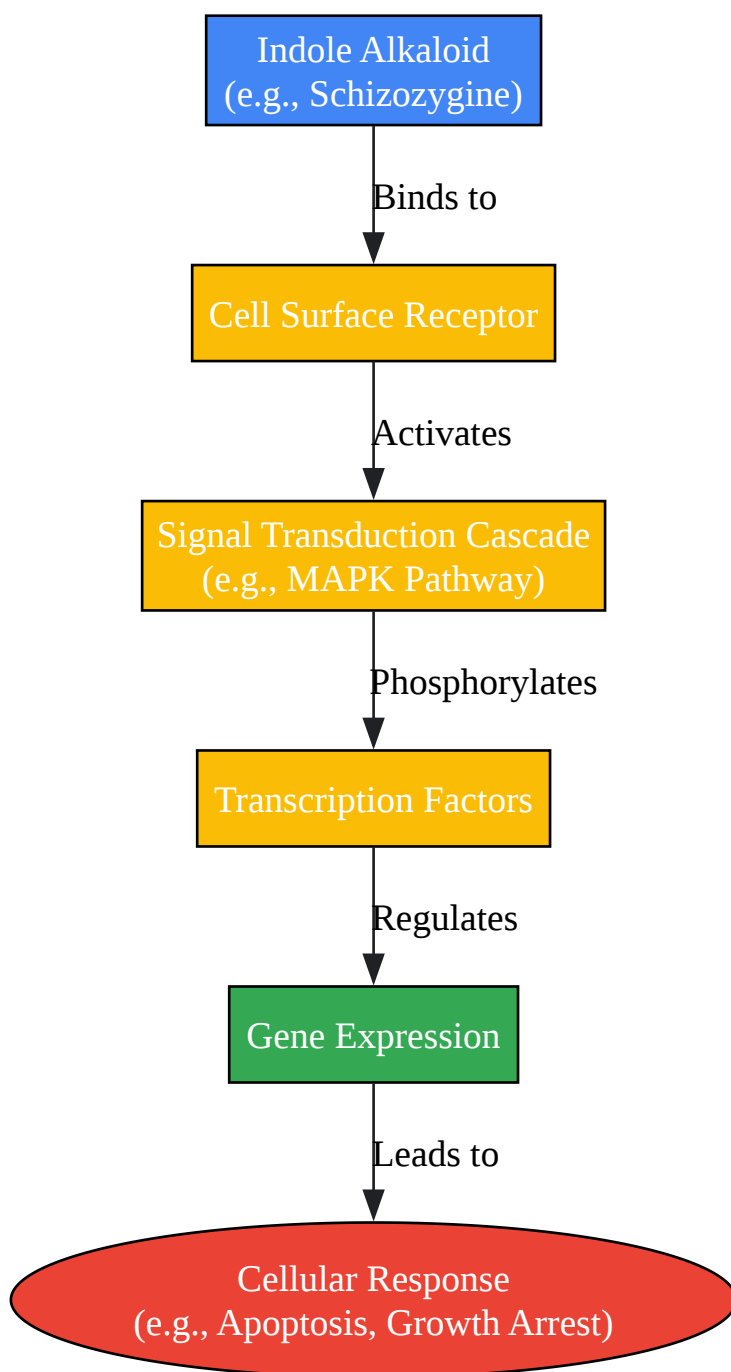 Indole Alkaloid
(e.g., Schizozygine)
Binds to
Cell Surface Receptor
Activates
Signal Transduction Cascade
(e.g., MAPK Pathway)
Phosphorylates
Transcription Factors
Regulates
Gene Expression
Leads to
Cellular Response
(e.g., Apoptosis, Growth Arrest)